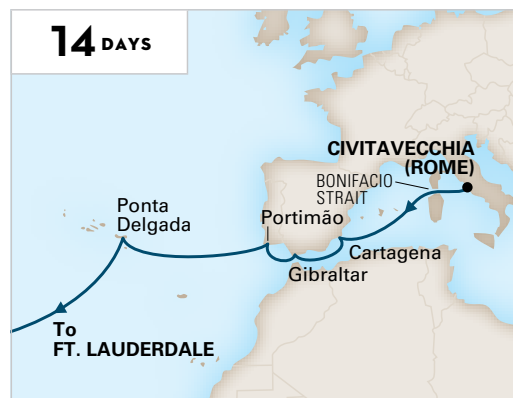 14 DAYS
CIVITAVECCHIA
(ROME)
BONIFACIO
STRAIT
Ponta
Delgada
Portimão
Cartagena
Gibraltar
To
FT. LAUDERDALE